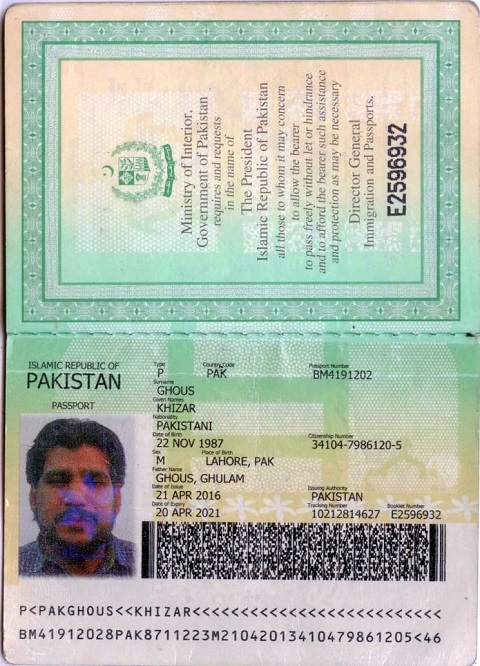 Ministry of Interior,
Government of Pakistan
requires and requests
in the name of
The President
Islamic Republic of Pakistan
all those to whom it may concern
to allow the bearer
to pass freely without let or hindrance
and to afford the bearer such assistance
and protection as may be necessary
Director General
Immigration and Passports.
E2596932
ISLAMIC REPUBLIC OF
PAKISTAN
PASSPORT
Type Country Code Passport Number
P PAK BM4191202
Surname
GHOUS
Given Names
KHIZAR
Nationality
PAKISTANI
Date of Birth Citizenship Number
22 NOV 1987 34104-7986120-5
Sex Place of Birth
M LAHORE, PAK
Father Name
GHOUS, GHULAM
Date of Issue Issuing Authority
21 APR 2016 PAKISTAN
Date of Expiry Tracking Number Booklet Number
20 APR 2021 10212814627 E2596932
P<PAKGHOUS<<KHIZAR<<<<<<<<<<<<<<<<<<<<<<<<<<
BM41912028PAK8711223M21042013410479861205<46